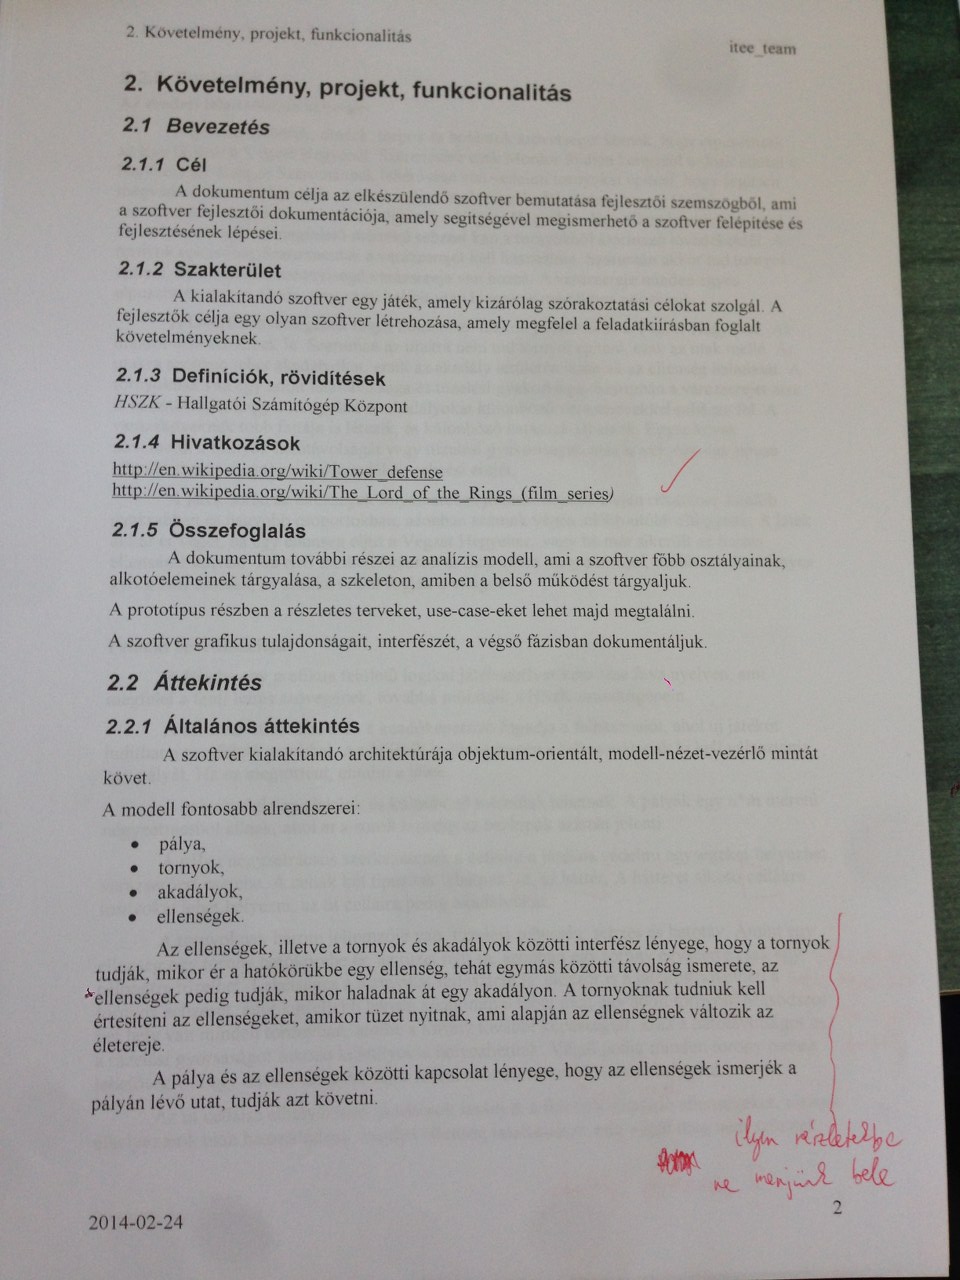 2. Követelmény, projekt, funkcionalitás
itee_team
2. Követelmény, projekt, funkcionalitás
2.1 Bevezetés
2.1.1 Cél
A dokumentum célja az elkészülendő szoftver bemutatása fejlesztői szemszögből, ami
a szoftver fejlesztői dokumentációja, amely segítségével megismerhető a szoftver felépítése és
fejlesztésének lépései.
2.1.2 Szakterület
A kialakítandó szoftver egy játék, amely kizárólag szórakoztatási célokat szolgál. A
fejlesztők célja egy olyan szoftver létrehozása, amely megfelel a feladatkiírásban foglalt
követelményeknek.
2.1.3 Definíciók, rövidítések
HSZK - Hallgatói Számítógép Központ
2.1.4 Hivatkozások
http://en.wikipedia.org/wiki/Tower_defense
http://en.wikipedia.org/wiki/The_Lord_of_the_Rings_(film_series)
2.1.5 Összefoglalás
A dokumentum további részei az analízis modell, ami a szoftver főbb osztályainak,
alkotóelemeinek tárgyalása, a szkeleton, amiben a belső működést tárgyaljuk.
A prototípus részben a részletes terveket, use-case-eket lehet majd megtalálni.
A szoftver grafikus tulajdonságait, interfészét, a végső fázisban dokumentáljuk.
2.2 Áttekintés
2.2.1 Általános áttekintés
A szoftver kialakítandó architektúrája objektum-orientált, modell-nézet-vezérlő mintát
követ.
A modell fontosabb alrendszerei:
• pálya,
• tornyok,
• akadályok,
• ellenségek.
Az ellenségek, illetve a tornyok és akadályok közötti interfész lényege, hogy a tornyok
tudják, mikor ér a hatókörükbe egy ellenség, tehát egymás közötti távolság ismerete, az
ellenségek pedig tudják, mikor haladnak át egy akadályon. A tornyoknak tudniuk kell
értesíteni az ellenségeket, amikor tüzet nyitnak, ami alapján az ellenségnek változik az
életereje.
A pálya és az ellenségek közötti kapcsolat lényege, hogy az ellenségek ismerjék a
pályán lévő utat, tudják azt követni.
ilyen részletekbe
ne menjünk bele
2014-02-24
2